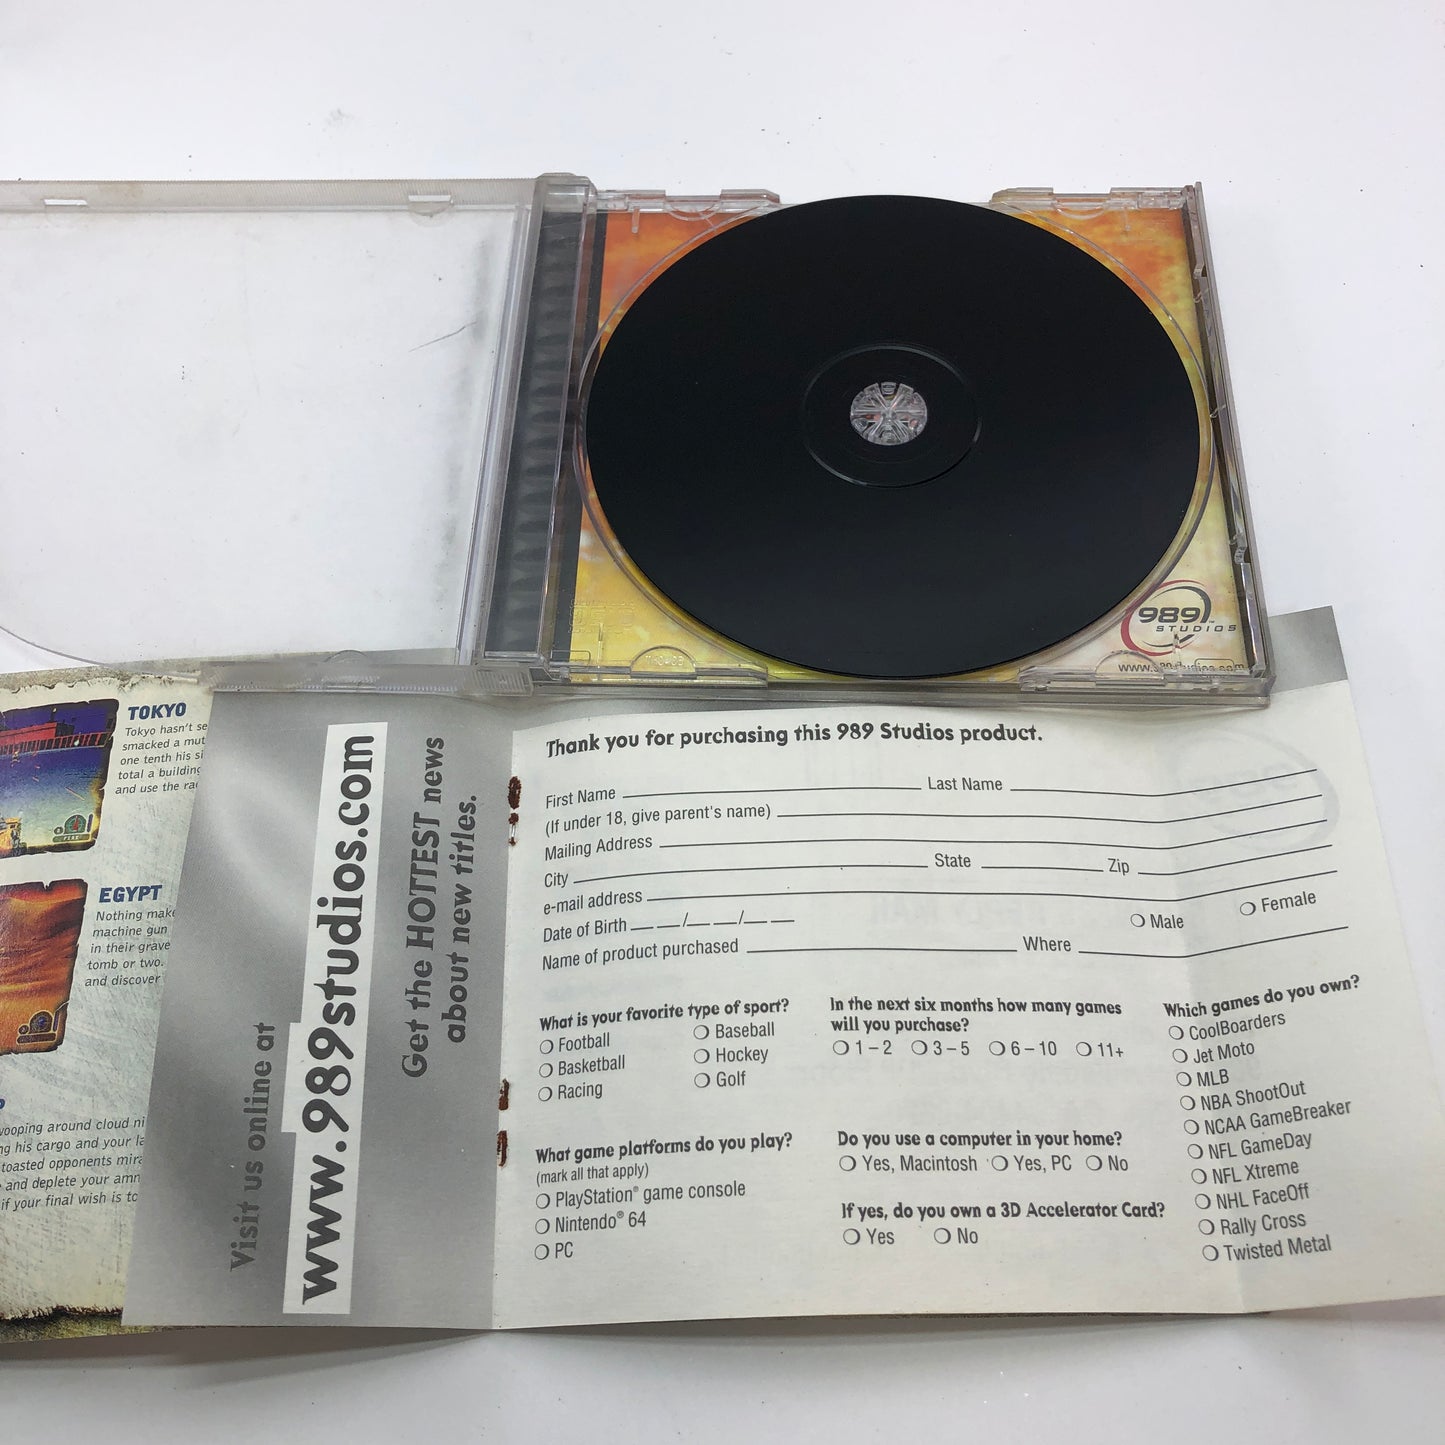 989
STUDIOS
TOKYO
Tokyo hasn't se
smacked a mut
one tenth his si
total a building
and use the ra
EGYPT
Nothing make
machine gun
in their grave
tomb or two.
and discover
ooping around cloud ni
ng his cargo and your la
toasted opponents mira
and deplete your amm
if your final wish is to
Visit us online at
www.989studios.com
Get the HOTTEST news
about new titles.
Thank you for purchasing this 989 Studios product.
First Name Last Name
(If under 18, give parent's name)
Mailing Address
City State Zip
e-mail address
Date of Birth / / Male Female
Name of product purchased Where
What is your favorite type of sport?
Football Baseball
Basketball Hockey
Racing Golf
In the next six months how many games
will you purchase?
1 – 2 3 – 5 6 – 10 11+
Which games do you own?
CoolBoarders
Jet Moto
MLB
NBA ShootOut
NCAA GameBreaker
NFL GameDay
NFL Xtreme
NHL FaceOff
Rally Cross
Twisted Metal
What game platforms do you play?
(mark all that apply)
PlayStation® game console
Nintendo® 64
PC
Do you use a computer in your home?
Yes, Macintosh Yes, PC No
If yes, do you own a 3D Accelerator Card?
Yes No